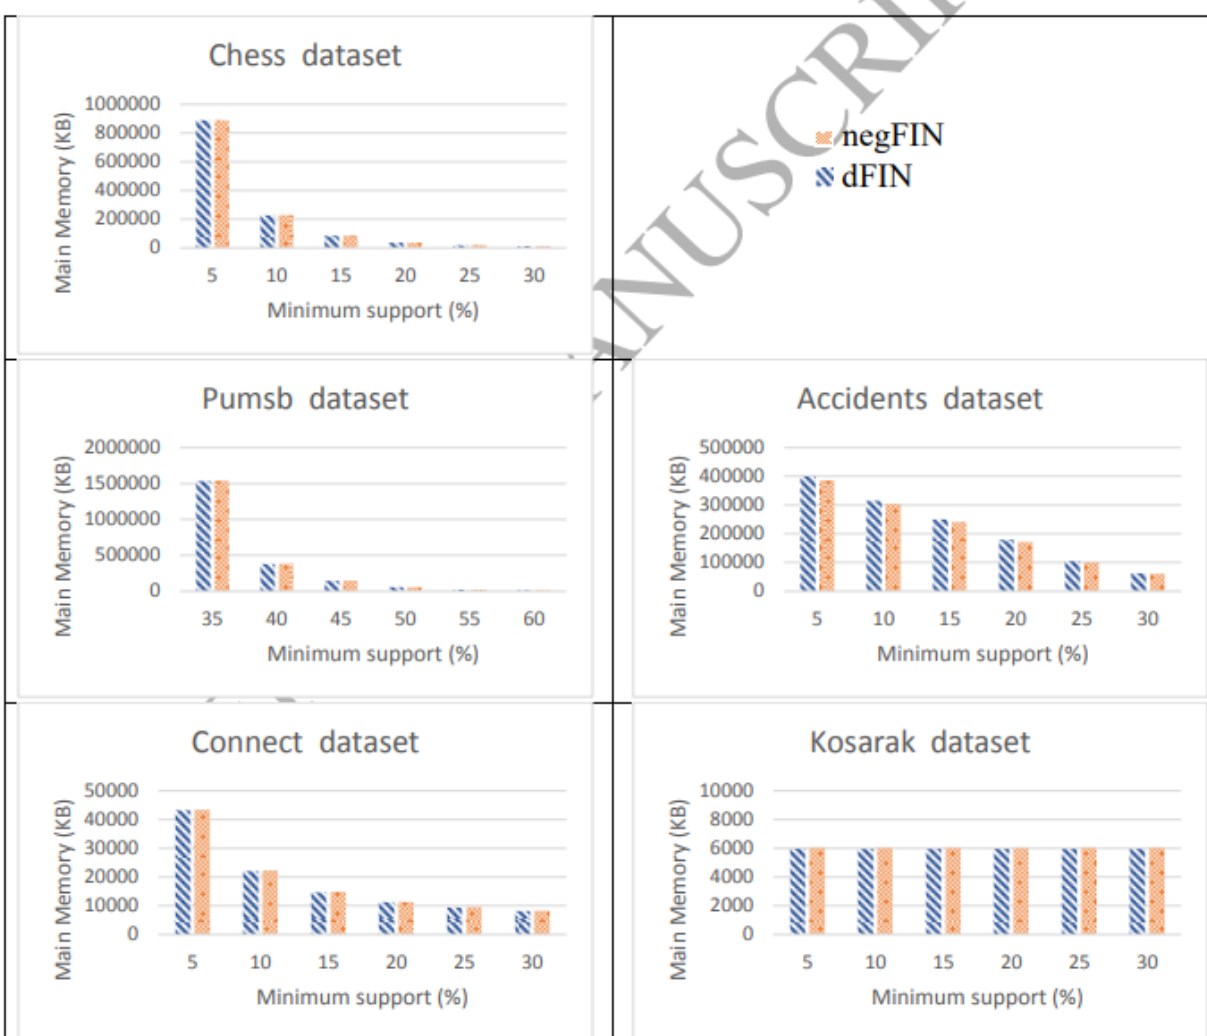 Chess dataset
Main Memory (KB)
1000000
800000
600000
400000
200000
0
5 10 15 20 25 30
Minimum support (%)
negFIN
dFIN
ANUSCRI
Pumsb dataset
Main Memory (KB)
2000000
1500000
1000000
500000
0
35 40 45 50 55 60
Minimum support (%)
Accidents dataset
Main Memory (KB)
500000
400000
300000
200000
100000
0
5 10 15 20 25 30
Minimum support (%)
Connect dataset
Main Memory (KB)
50000
40000
30000
20000
10000
0
5 10 15 20 25 30
Minimum support (%)
Kosarak dataset
Main Memory (KB)
10000
8000
6000
4000
2000
0
5 10 15 20 25 30
Minimum support (%)